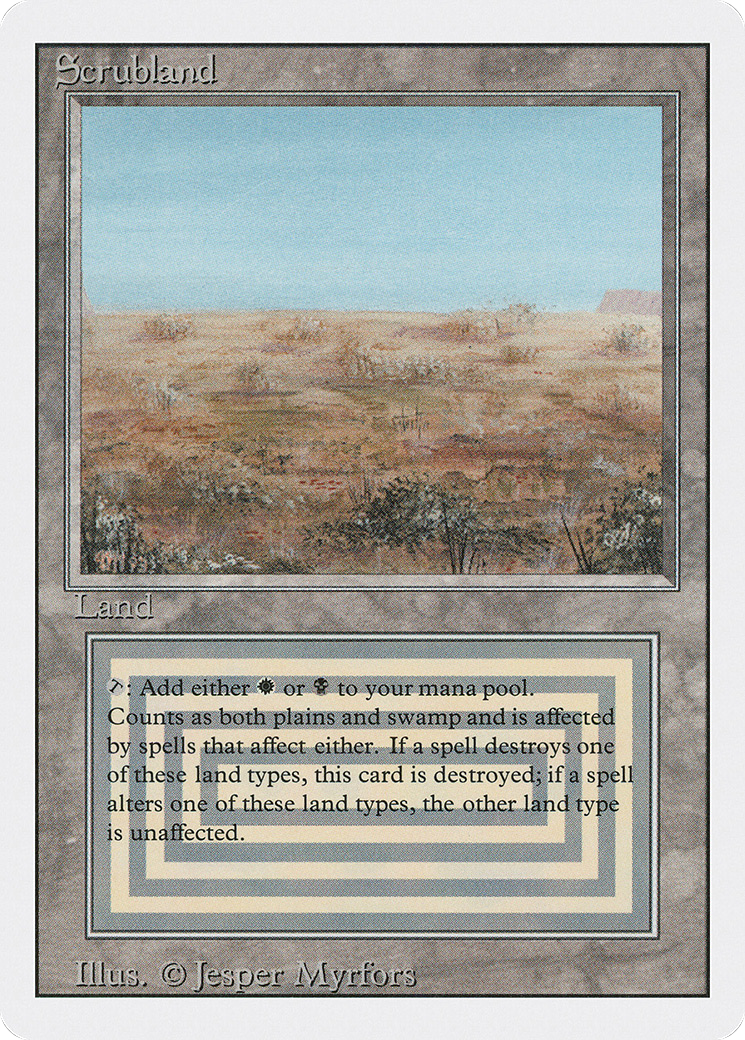 Scrubland
Land
T: Add either or to your mana pool.
Counts as both plains and swamp and is affected
by spells that affect either. If a spell destroys one
of these land types, this card is destroyed; if a spell
alters one of these land types, the other land type
is unaffected.
Illus. © Jesper Myrfors